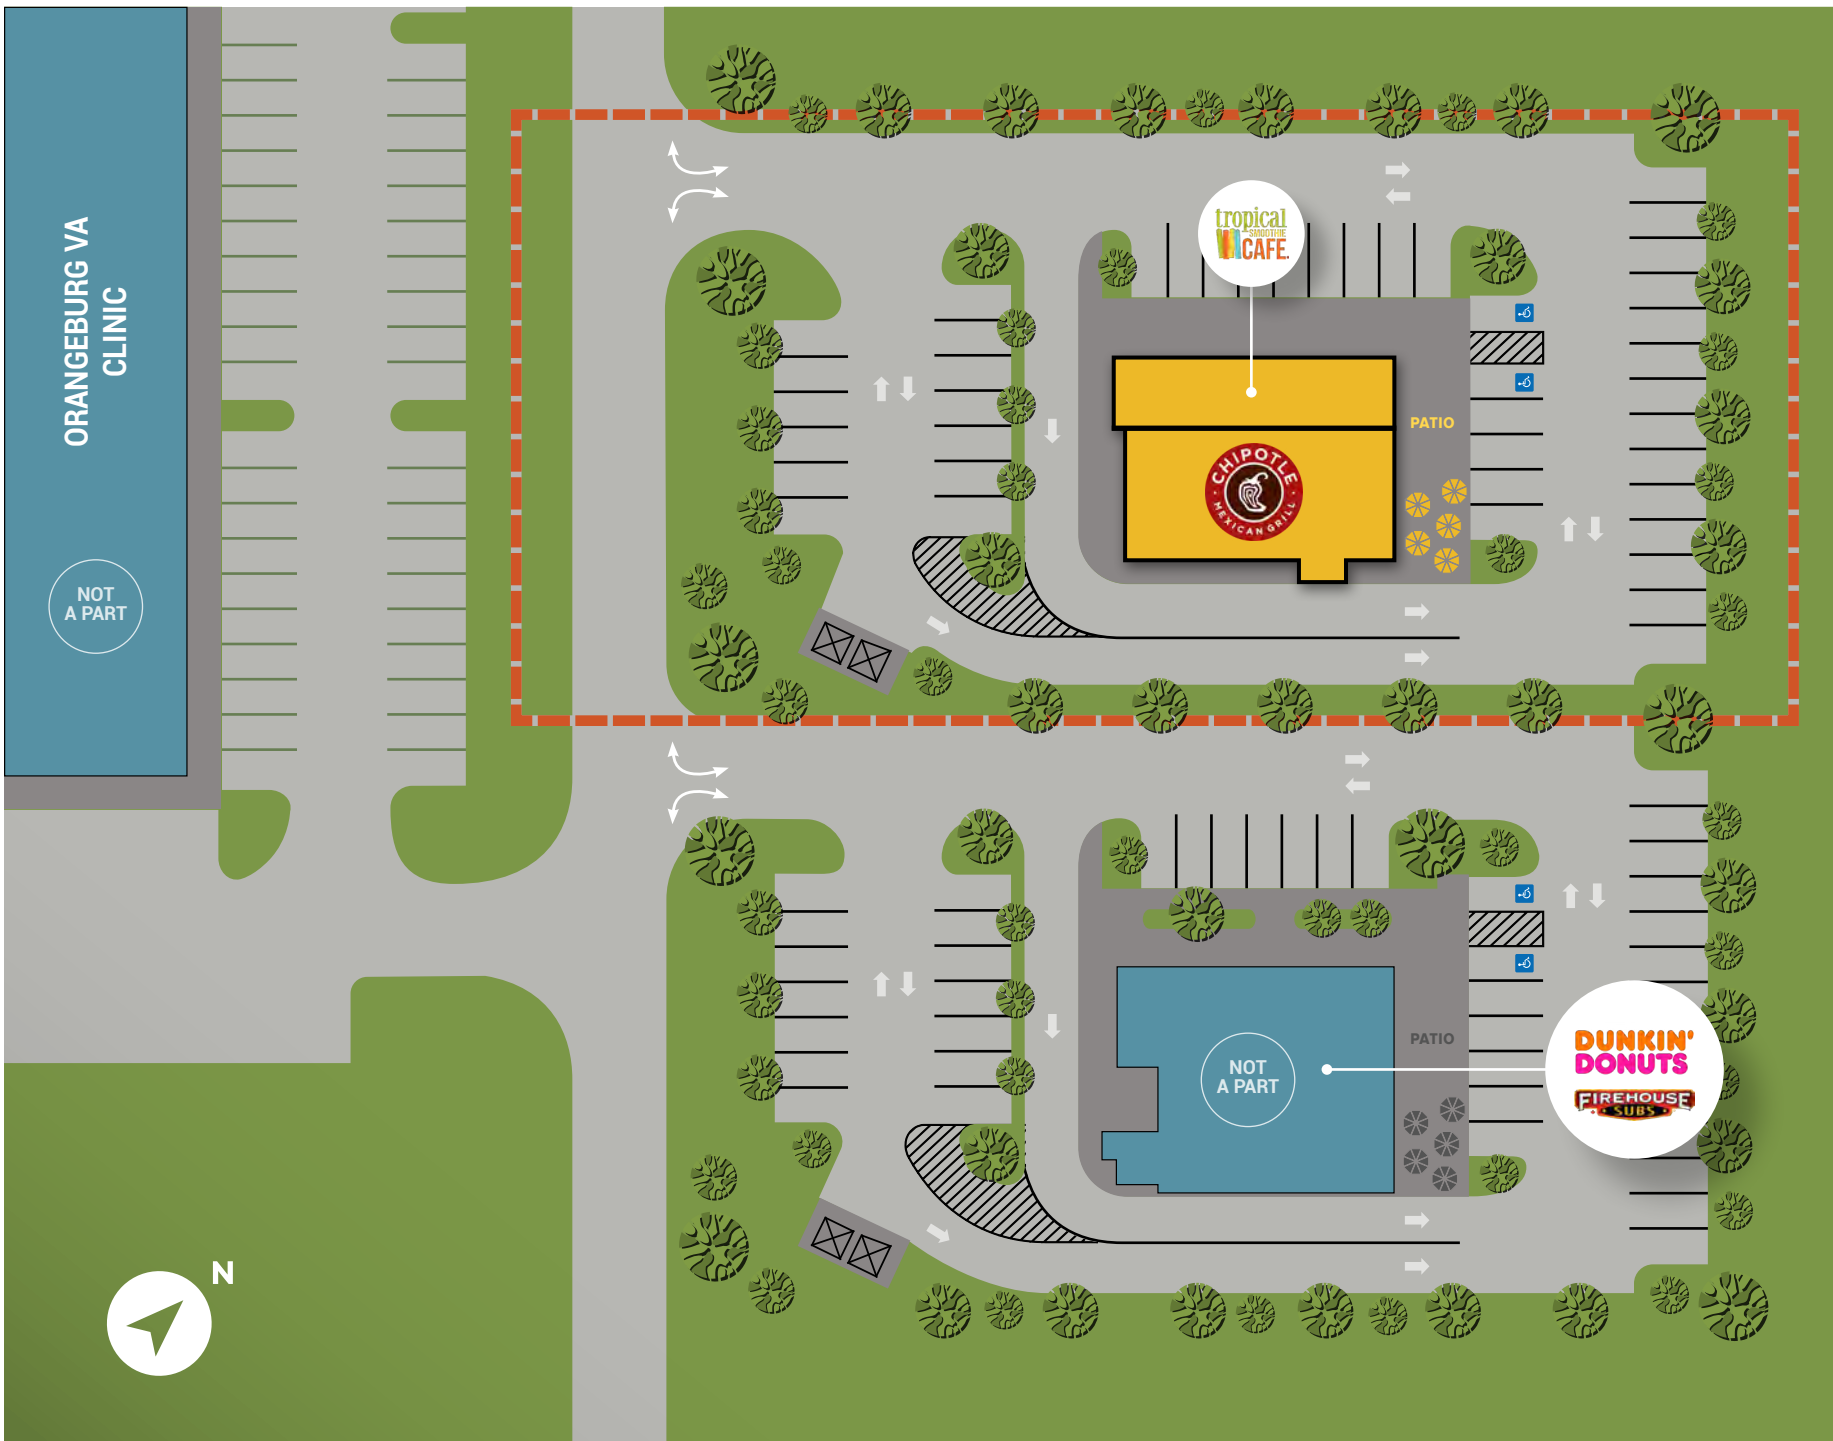 ORANGEBURG VA
CLINIC
NOT
A PART
tropical
SMOOTHIE
CAFE.
PATIO
CHIPOTLE
MEXICAN GRILL
NOT
A PART
PATIO
DUNKIN'
DONUTS
FIREHOUSE
SUBS
N